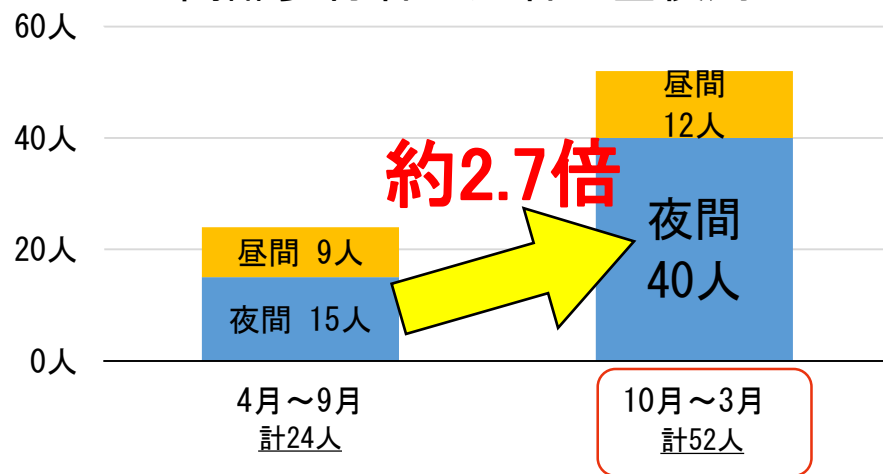 60人
40人
20人
0人
昼間 9人
夜間 15人
約2.7倍
昼間
12人
夜間
40人
4月～9月
計24人
10月～3月
計52人